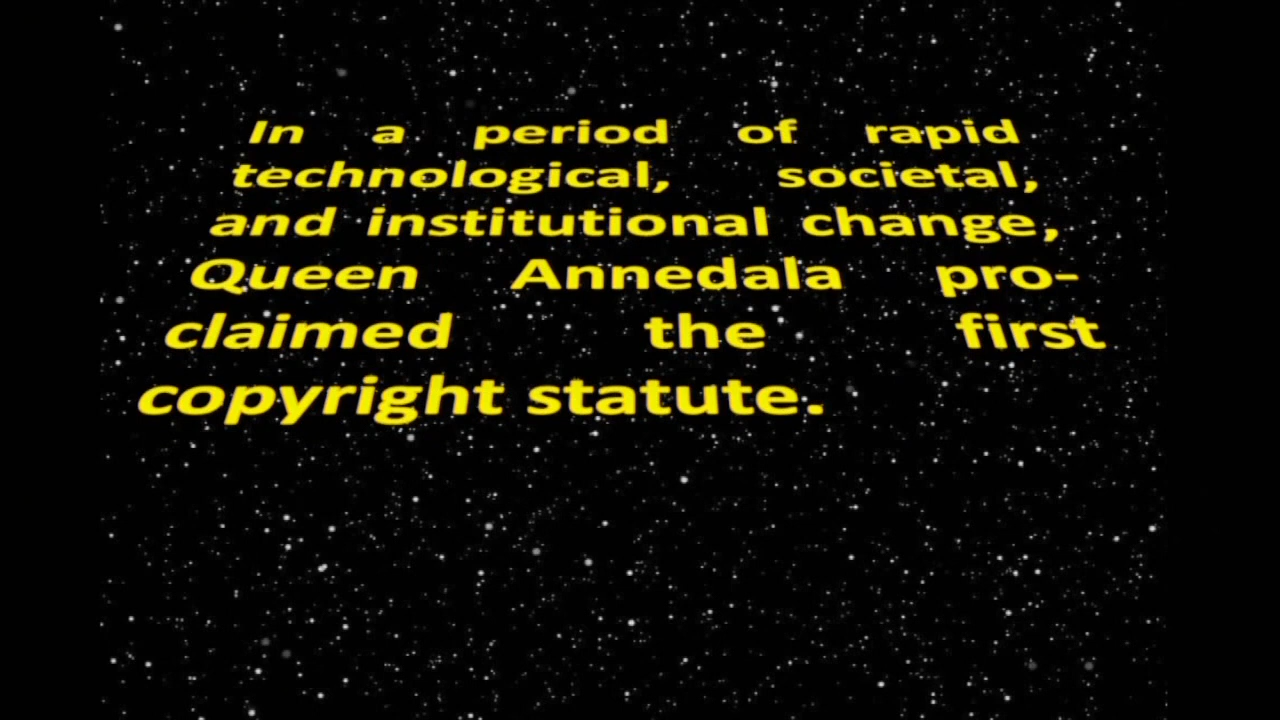 In a period of rapid
technological, societal,
and institutional change,
Queen Annedala pro-
claimed the first
copyright statute.